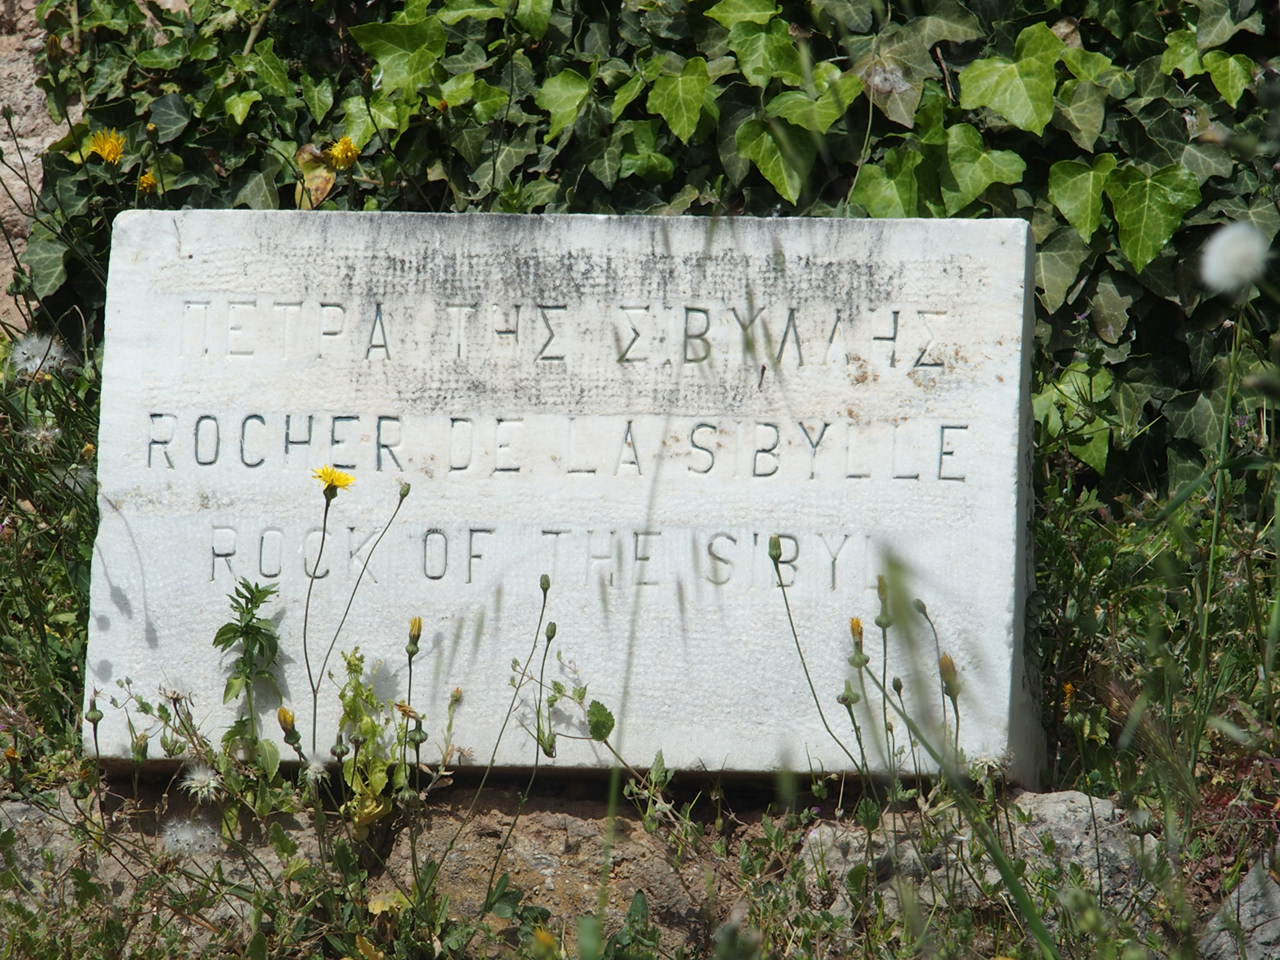 ΠΕΤΡΑ ΤΗΣ ΣΙΒΥΛΛΗΣ
ROCHER DE LA SIBYLLE
ROCK OF THE SIBYL